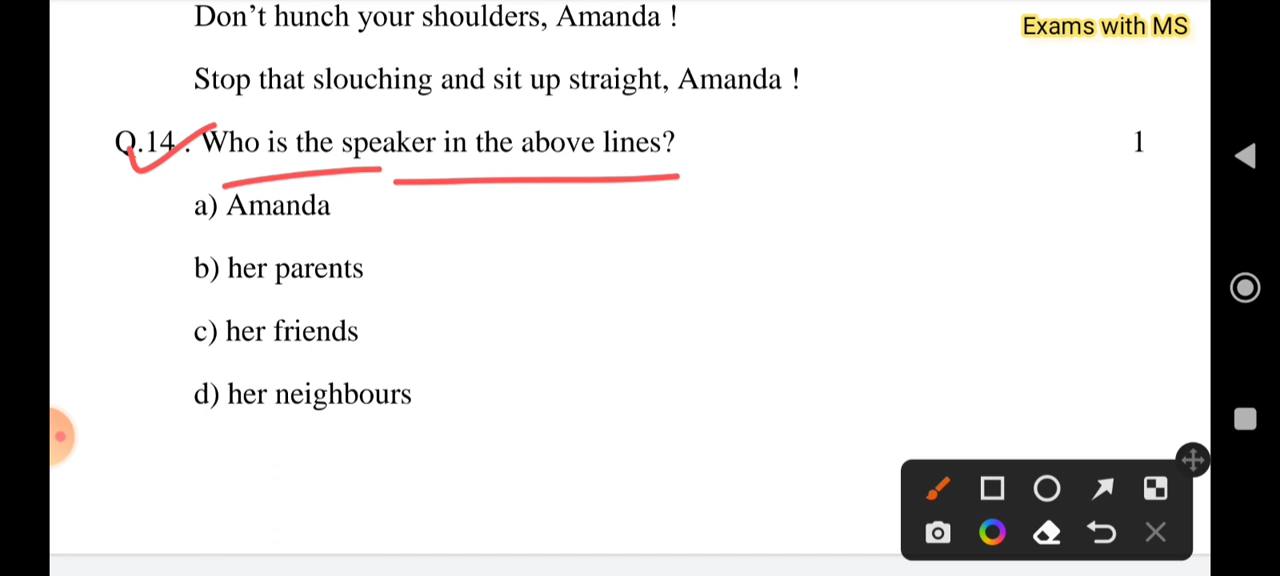 Don't hunch your shoulders, Amanda !
Exams with MS
Stop that slouching and sit up straight, Amanda !
Q.14 . Who is the speaker in the above lines? 1
a) Amanda
b) her parents
c) her friends
d) her neighbours